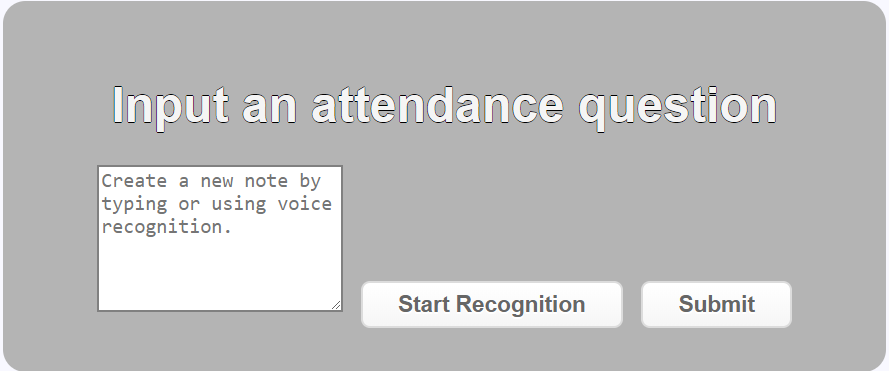 Input an attendance question
Create a new note by
typing or using voice
recognition.
Start Recognition
Submit